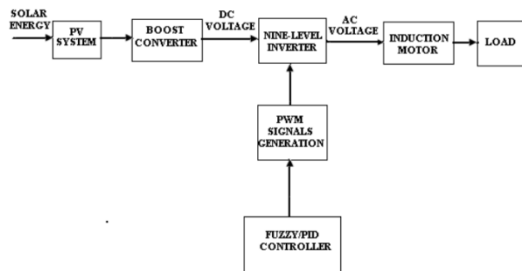 SOLAR
ENERGY
PV
SYSTEM
BOOST
CONVERTER
DC
VOLTAGE
NINE-LEVEL
INVERTER
AC
VOLTAGE
INDUCTION
MOTOR
LOAD
PWM
SIGNALS
GENERATION
FUZZY/PID
CONTROLLER